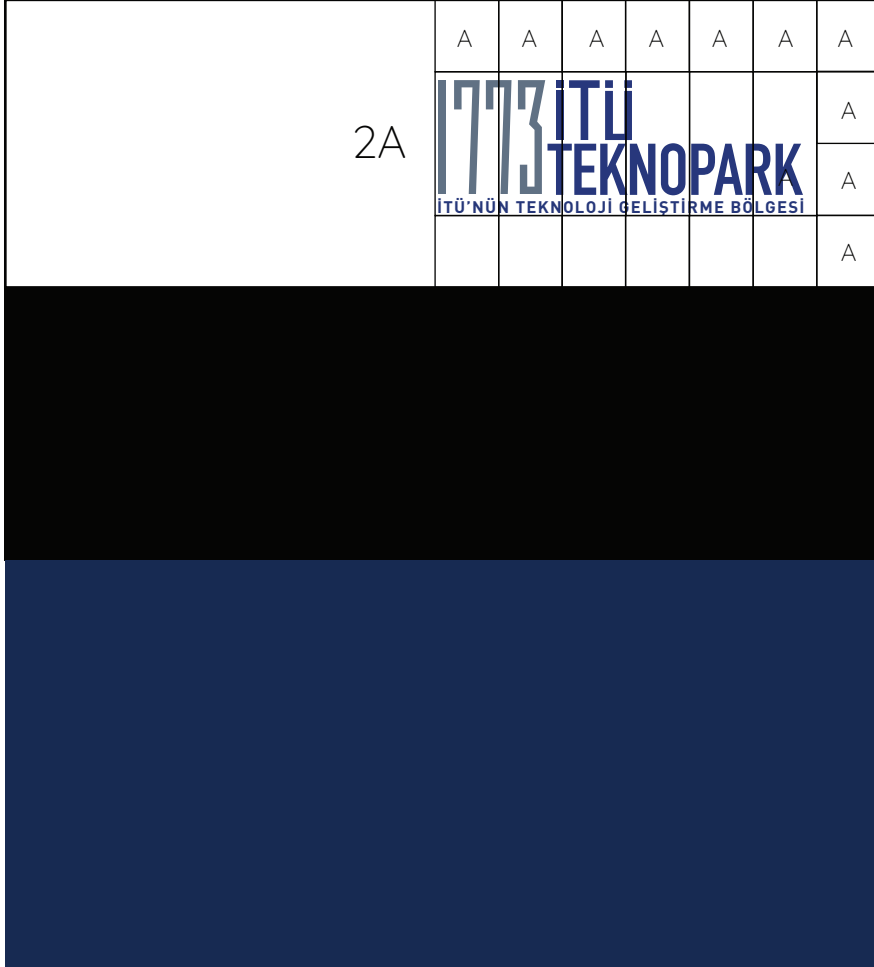 A A A A A A A
1773 İTÜ
TEKNOPARK
İTÜ'NÜN TEKNOLOJİ GELİŞTİRME BÖLGESİ
2A
A
A A
A